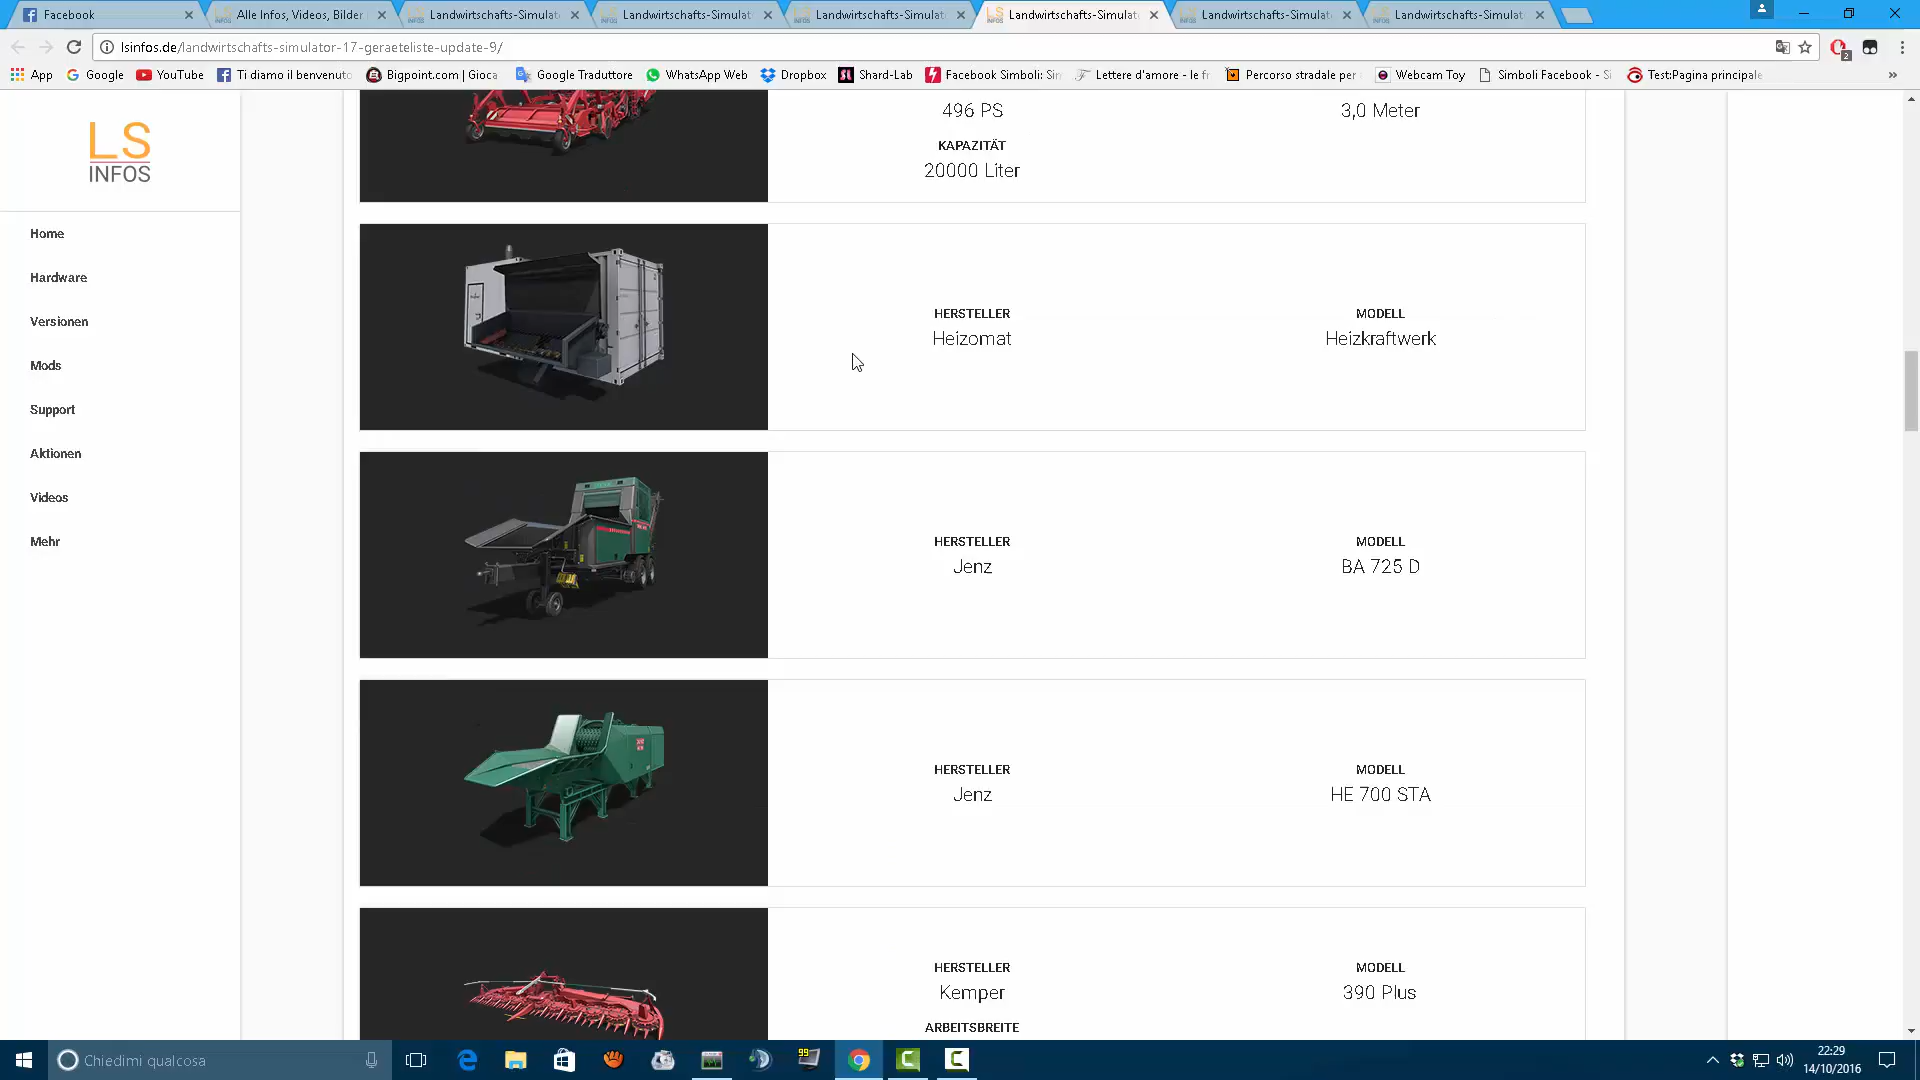 Facebook
Alle Infos, Videos, Bilder
Landwirtschafts-Simulat
Landwirtschafts-Simulat
Landwirtschafts-Simulat
Landwirtschafts-Simulat
Landwirtschafts-Simulat
Landwirtschafts-Simulat
lsinfos.de/landwirtschafts-simulator-17-geraeteliste-update-9/
2
App
Google
YouTube
Ti diamo il benvenuto
Bigpoint.com | Gioca
Google Traduttore
WhatsApp Web
Dropbox
Shard-Lab
Facebook Simboli: Sim
Lettere d'amore - le fr
Percorso stradale per
Webcam Toy
Simboli Facebook - Si
Test:Pagina principale
LS
INFOS
Home
Hardware
Versionen
Mods
Support
Aktionen
Videos
Mehr
496 PS
3,0 Meter
KAPAZITÄT
20000 Liter
HERSTELLER
Heizomat
MODELL
Heizkraftwerk
HERSTELLER
Jenz
MODELL
BA 725 D
HERSTELLER
Jenz
MODELL
HE 700 STA
HERSTELLER
Kemper
MODELL
390 Plus
ARBEITSBREITE
Chiedimi qualcosa
99
22:29
14/10/2016